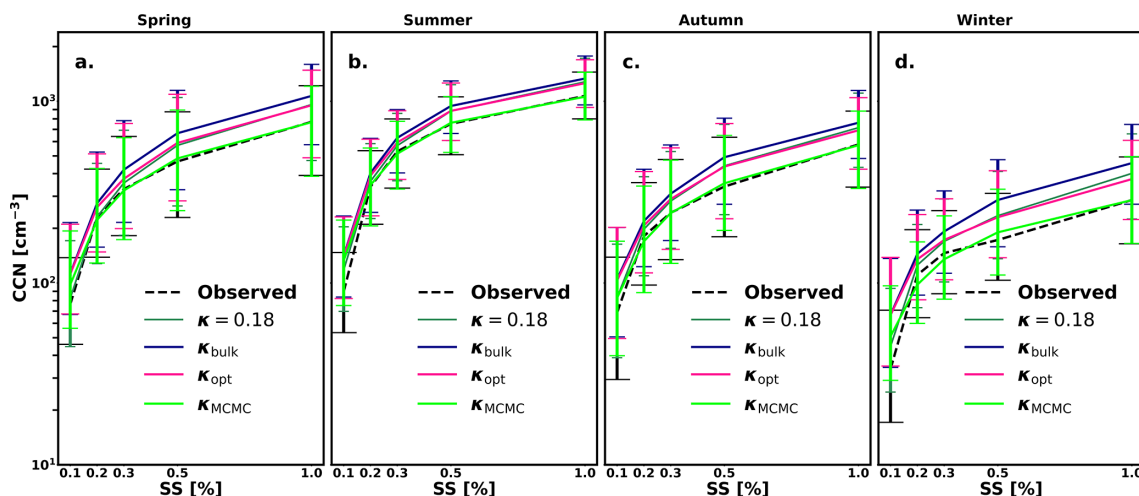 Spring
Summer
Autumn
Winter
a.
b.
c.
d.
CCN [cm⁻³]
10³
10²
10¹
Observed
κ = 0.18
κbulk
κopt
κMCMC
Observed
κ = 0.18
κbulk
κopt
κMCMC
Observed
κ = 0.18
κbulk
κopt
κMCMC
Observed
κ = 0.18
κbulk
κopt
κMCMC
0.1 0.2 0.3 0.5 1.0
0.1 0.2 0.3 0.5 1.0
0.1 0.2 0.3 0.5 1.0
0.1 0.2 0.3 0.5 1.0
SS [%]
SS [%]
SS [%]
SS [%]